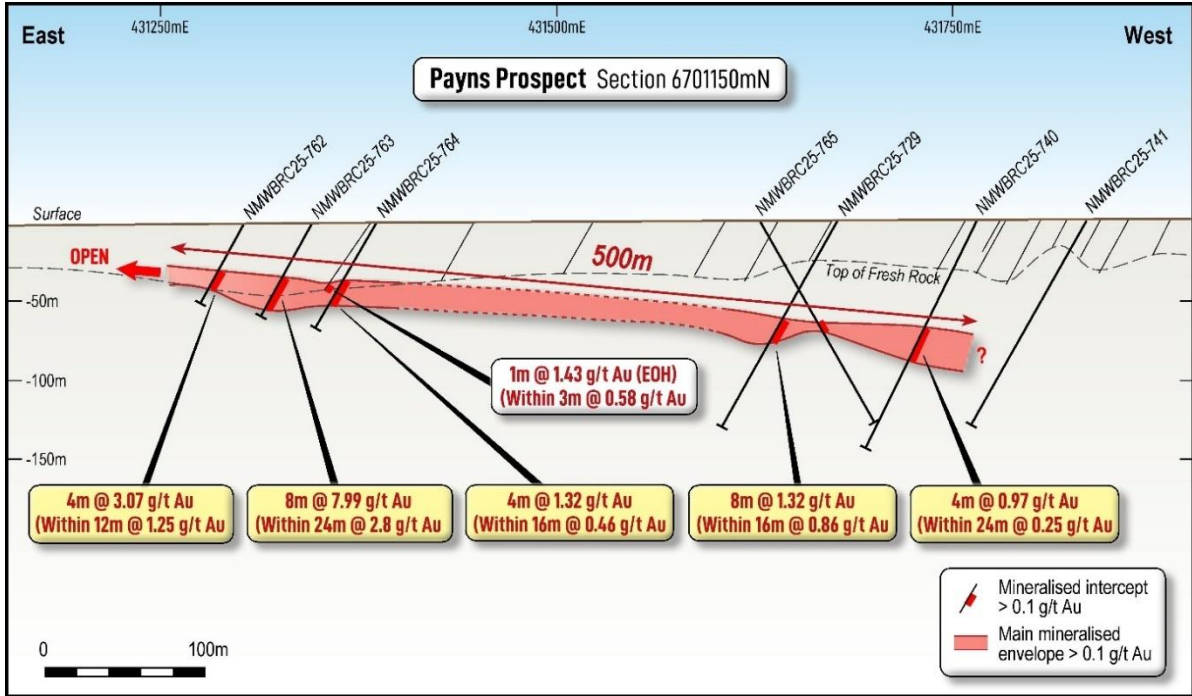 East
431250mE
431500mE
431750mE
West
Payns Prospect Section 6701150mN
NMWBRC25-762
NMWBRC25-763
NMWBRC25-764
NMWBRC25-765
NMWBRC25-729
NMWBRC25-740
NMWBRC25-741
Surface
OPEN
500m
Top of Fresh Rock
-50m
?
1m @ 1.43 g/t Au (EOH)
(Within 3m @ 0.58 g/t Au
-100m
-150m
4m @ 3.07 g/t Au
(Within 12m @ 1.25 g/t Au
8m @ 7.99 g/t Au
(Within 24m @ 2.8 g/t Au
4m @ 1.32 g/t Au
(Within 16m @ 0.46 g/t Au
8m @ 1.32 g/t Au
(Within 16m @ 0.86 g/t Au
4m @ 0.97 g/t Au
(Within 24m @ 0.25 g/t Au
Mineralised intercept
> 0.1 g/t Au
Main mineralised
envelope > 0.1 g/t Au
0
100m